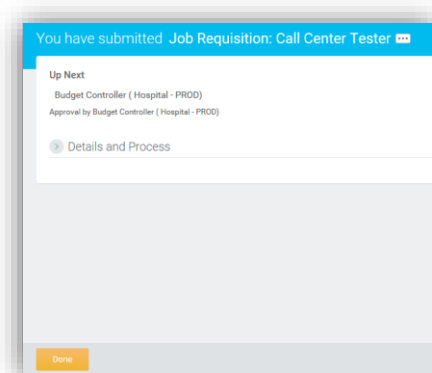 You have submitted Job Requisition: Call Center Tester
Up Next
Budget Controller ( Hospital - PROD)
Approval by Budget Controller ( Hospital - PROD)
Details and Process
Done